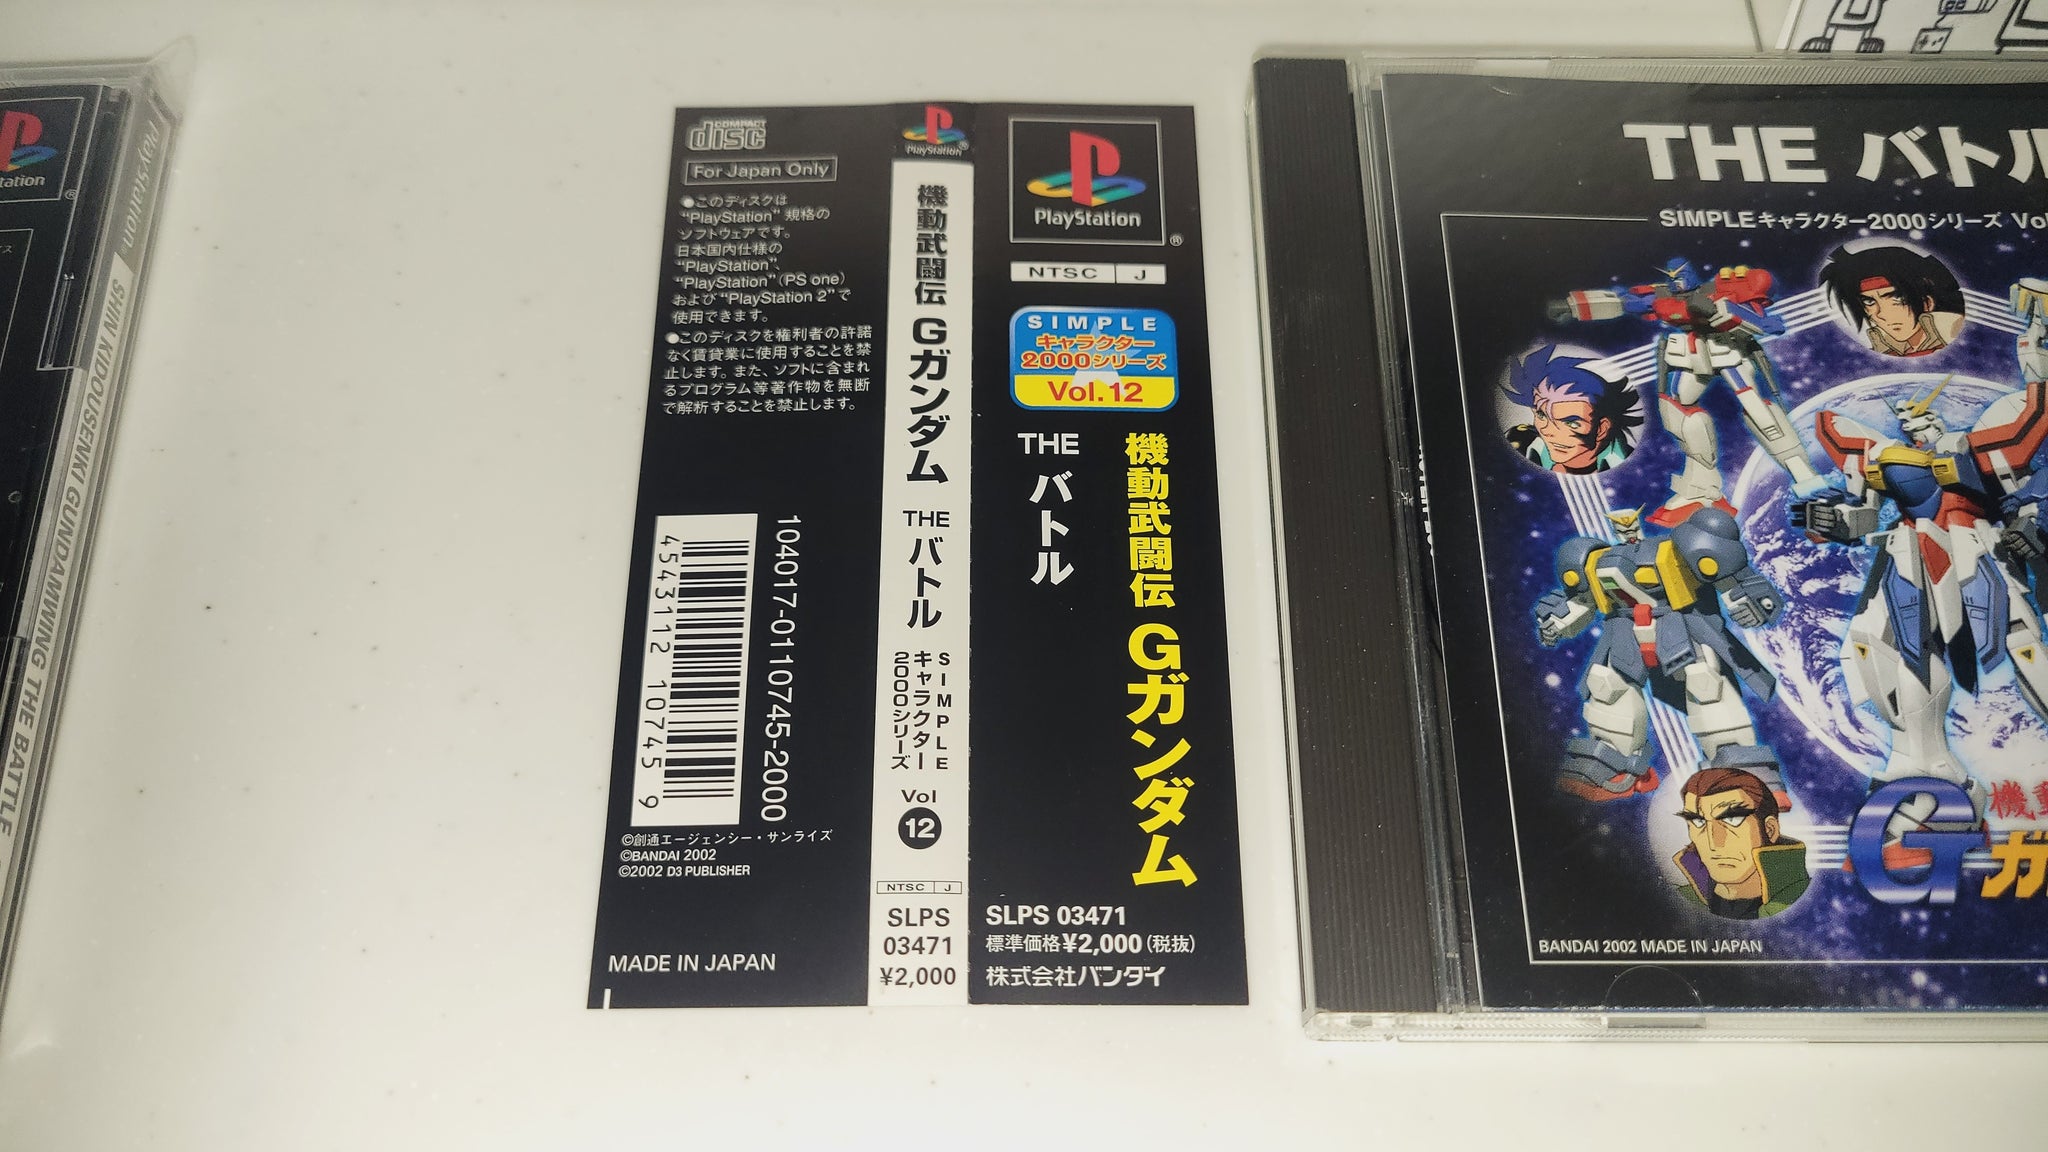 tation
®
PlayStation
SHIN KIDOUSENKI GUNDAMWING THE BATTLE
COMPACT
disc
For Japan Only
●このディスクは
“PlayStation” 規格の
ソフトウェアです。
日本国内仕様の
“PlayStation”、
“PlayStation”(PS one)
および“PlayStation 2”で
使用できます。
●このディスクを権利者の許諾
なく賃貸業に使用することを禁
止します。また、ソフトに含まれ
るプログラム等著作物を無断
で解析することを禁止します。
104017-0110745-2000
4543112 107459
©創通エージェンシー・サンライズ
©BANDAI 2002
©2002 D3 PUBLISHER
MADE IN JAPAN
PlayStation®
機動武闘伝 Gガンダム THE バトル
SIMPLE
キャラクター
2000シリーズ
Vol
12
NTSC J
SLPS
03471
¥2,000
PlayStation
®
NTSC J
SIMPLE
キャラクター
2000シリーズ
Vol.12
機動武闘伝 Gガンダム
THE バトル
SLPS 03471
標準価格¥2,000(税抜)
株式会社バンダイ
THE バトル
SIMPLEキャラクター2000シリーズ Vol
機動
Gガ
BANDAI 2002 MADE IN JAPAN